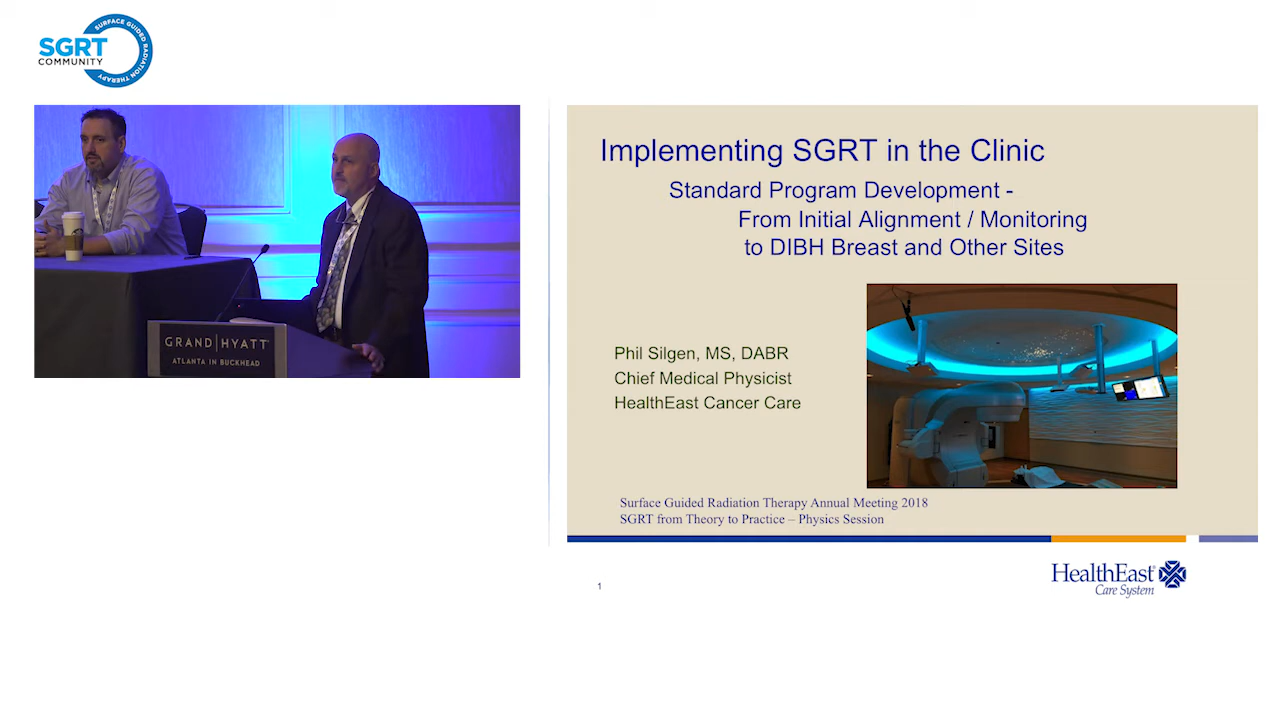 SURFACE GUIDED RADIATION THERAPY
SGRT
COMMUNITY
GRAND|HYATT
ATLANTA IN BUCKHEAD
Implementing SGRT in the Clinic
Standard Program Development -
From Initial Alignment / Monitoring
to DIBH Breast and Other Sites
Phil Silgen, MS, DABR
Chief Medical Physicist
HealthEast Cancer Care
Surface Guided Radiation Therapy Annual Meeting 2018
SGRT from Theory to Practice – Physics Session
HealthEast®
Care System
1